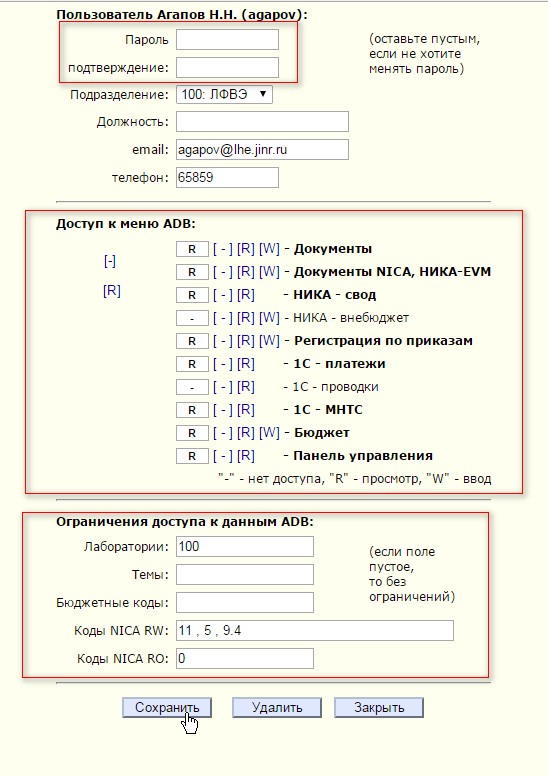 Пользователь Агапов Н.Н. (agapov):
Пароль
подтверждение:
(оставьте пустым,
если не хотите
менять пароль)
Подразделение: 100: ЛФВЭ
Должность:
email: agapov@lhe.jinr.ru
телефон: 65859
Доступ к меню ADB:
[-]
[R]
R [ - ] [R] [W] - Документы
R [ - ] [R] [W] - Документы NICA, НИКА-EVM
R [ - ] [R] - НИКА - свод
- [ - ] [R] [W] - НИКА - внебюджет
R [ - ] [R] [W] - Регистрация по приказам
R [ - ] [R] - 1С - платежи
- [ - ] [R] - 1С - проводки
R [ - ] [R] - 1С - МНТС
R [ - ] [R] [W] - Бюджет
R [ - ] [R] - Панель управления
"-" - нет доступа, "R" - просмотр, "W" - ввод
Ограничения доступа к данным ADB:
Лаборатории: 100
Темы:
Бюджетные коды:
(если поле
пустое,
то без
ограничений)
Коды NICA RW: 11 , 5 , 9.4
Коды NICA RO: 0
Сохранить Удалить Закрыть